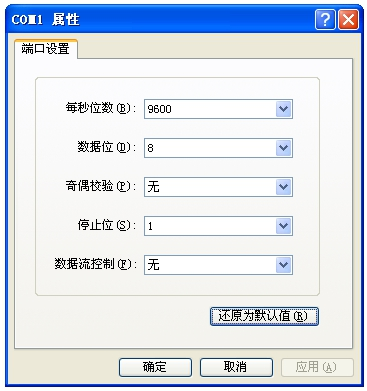 COM1 属性
端口设置
每秒位数(B): 9600
数据位(D): 8
奇偶校验(P): 无
停止位(S): 1
数据流控制(F): 无
还原为默认值(R)
确定 取消 应用(A)